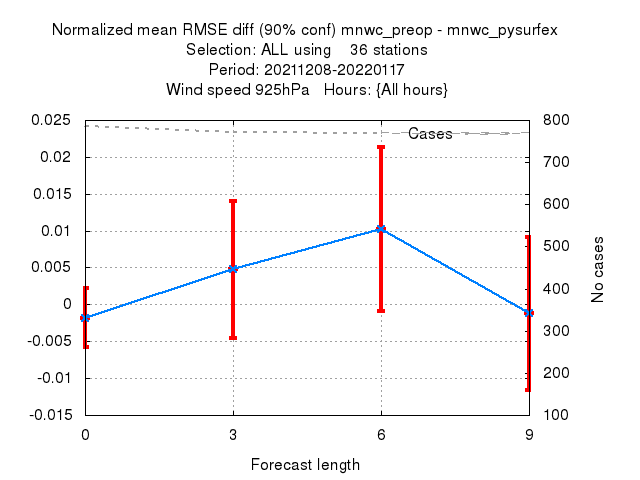 Normalized mean RMSE diff (90% conf) mnwc_preop - mnwc_pysurfex
Selection: ALL using    36 stations
Period: 20211208-20220117
Wind speed 925hPa   Hours: {All hours}
0.025
0.02
0.015
0.01
0.005
0
-0.005
-0.01
-0.015
Cases
800
700
600
500
400
300
200
100
No cases
0 3 6 9
Forecast length